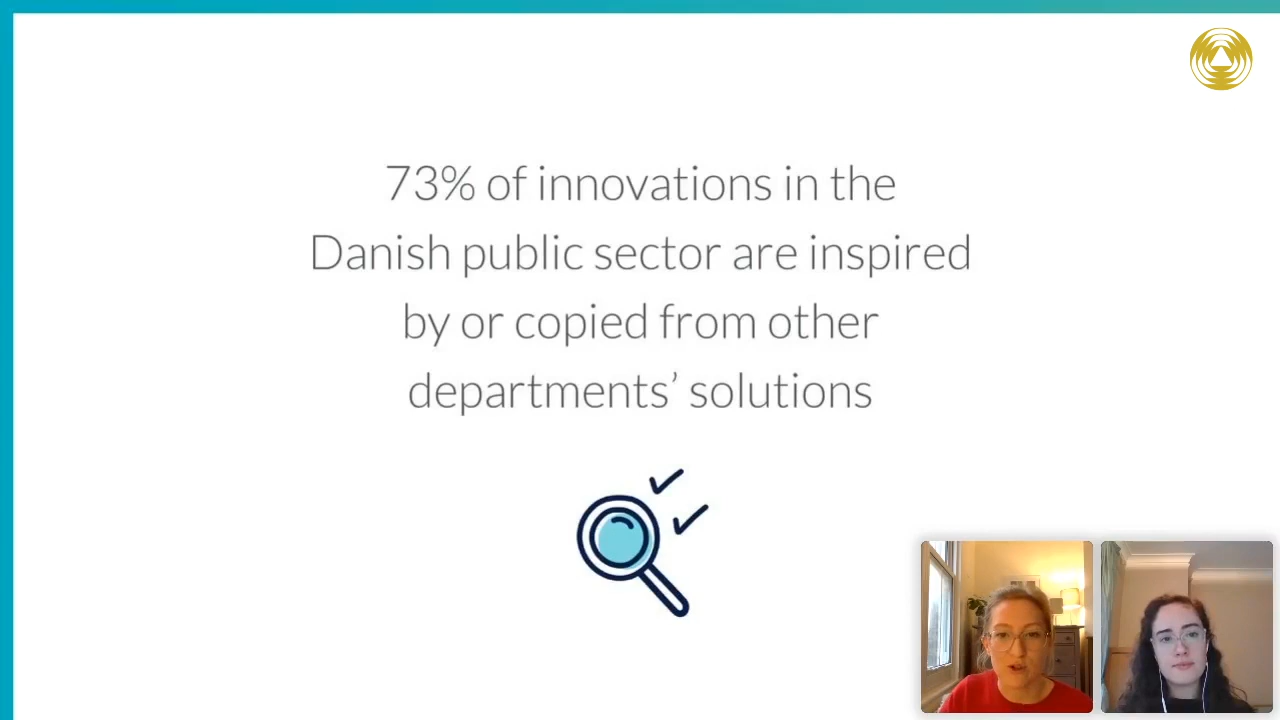 73% of innovations in the
Danish public sector are inspired
by or copied from other
departments’ solutions